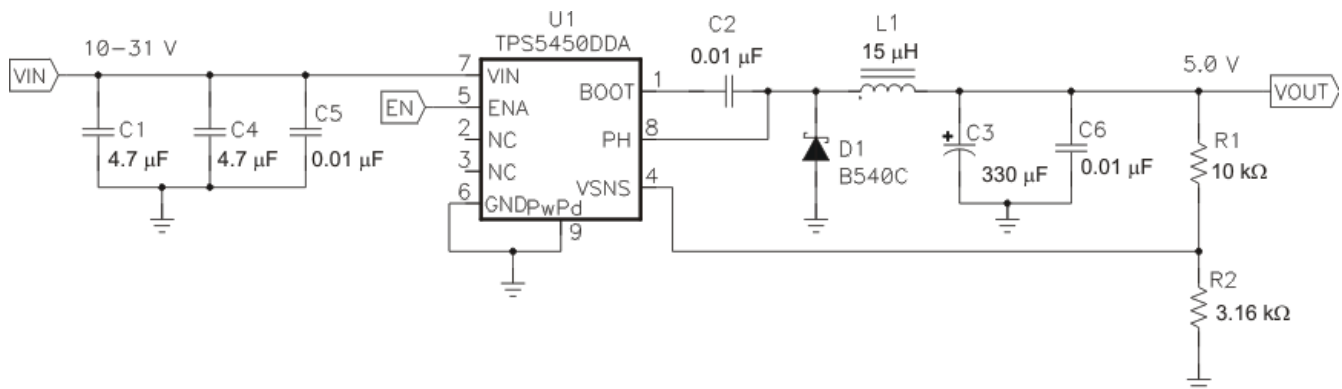 U1
TPS5450DDA
10-31 V
VIN
C1
4.7 µF
C4
4.7 µF
C5
0.01 µF
EN
7 VIN
5 ENA
2 NC
3 NC
6 GND
PwPd
9
BOOT 1
PH 8
VSNS 4
C2
0.01 µF
L1
15 µH
D1
B540C
+
C3
330 µF
C6
0.01 µF
5.0 V
VOUT
R1
10 kΩ
R2
3.16 kΩ